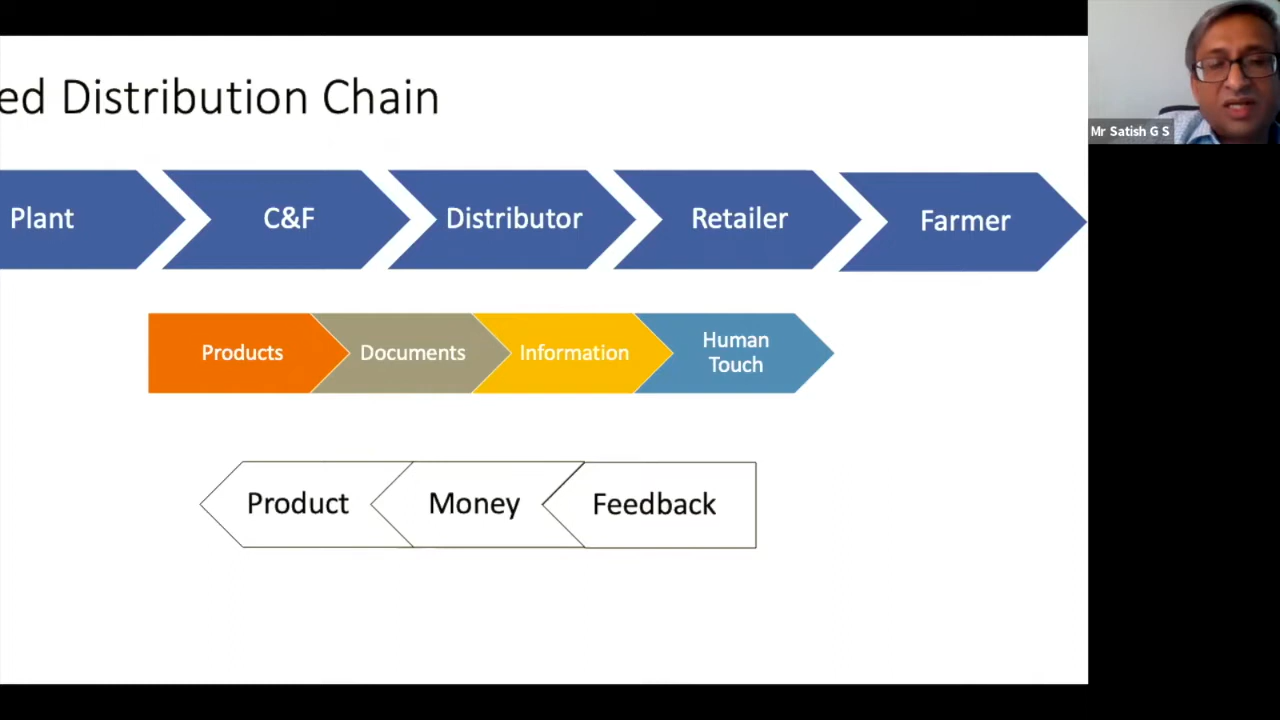 ed Distribution Chain
Mr Satish G S
Plant
C&F
Distributor
Retailer
Farmer
Products
Documents
Information
Human
Touch
Product
Money
Feedback